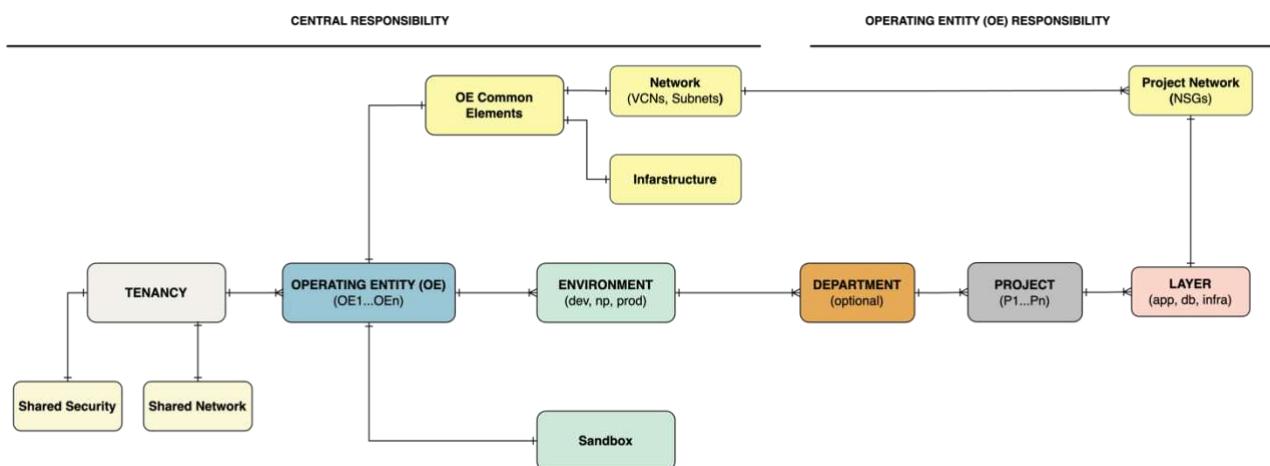 CENTRAL RESPONSIBILITY
OPERATING ENTITY (OE) RESPONSIBILITY
OE Common
Elements
Network
(VCNs, Subnets)
Project Network
(NSGs)
Infarstructure
TENANCY
OPERATING ENTITY (OE)
(OE1...OEn)
ENVIRONMENT
(dev, np, prod)
DEPARTMENT
(optional)
PROJECT
(P1...Pn)
LAYER
(app, db, infra)
Shared Security
Shared Network
Sandbox